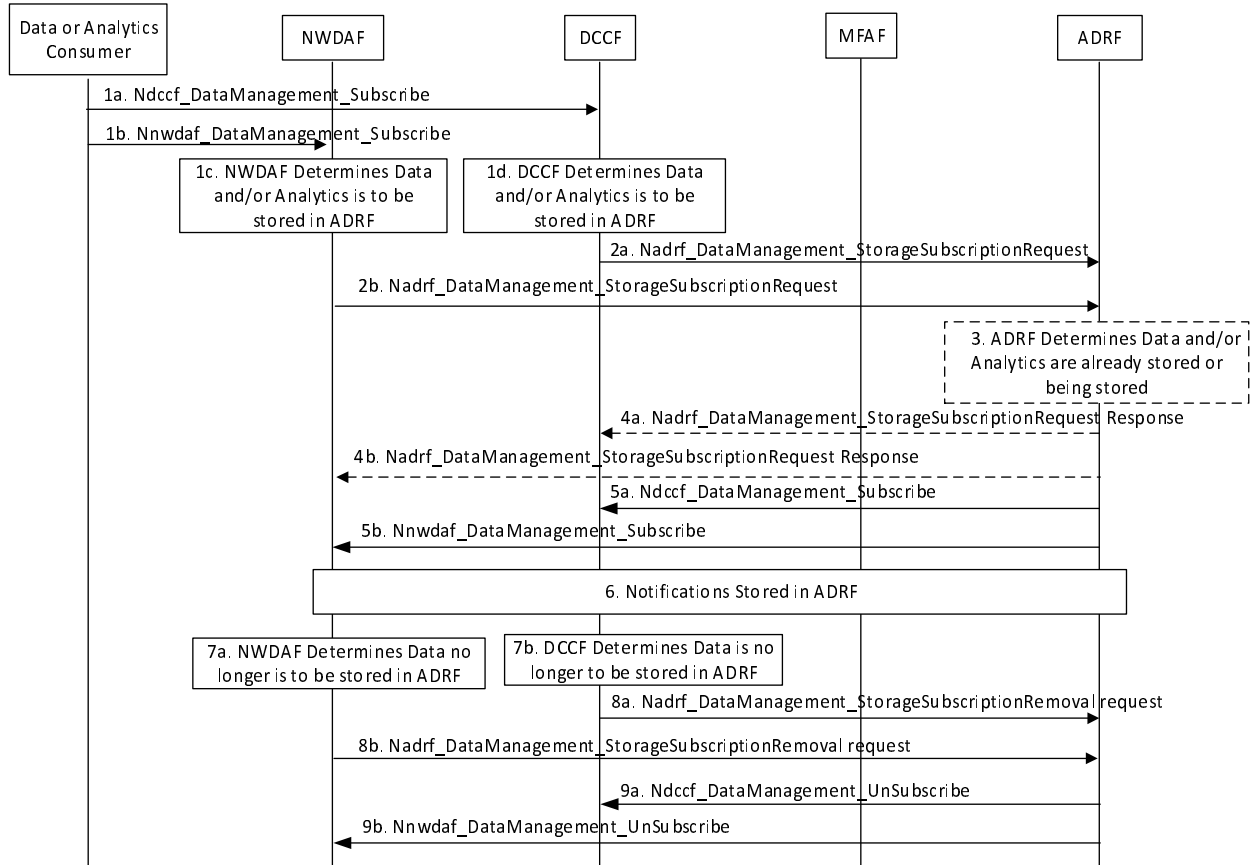 Data or Analytics
Consumer
NWDAF
DCCF
MFAF
ADRF
1a. Ndccf_DataManagement_Subscribe
1b. Nnwdaf_DataManagement_Subscribe
1c. NWDAF Determines Data
and/or Analytics is to be
stored in ADRF
1d. DCCF Determines Data
and/or Analytics is to be
stored in ADRF
2a. Nadrf_DataManagement_StorageSubscriptionRequest
2b. Nadrf_DataManagement_StorageSubscriptionRequest
3. ADRF Determines Data and/or
Analytics are already stored or
being stored
4a. Nadrf_DataManagement_StorageSubscriptionRequest Response
4b. Nadrf_DataManagement_StorageSubscriptionRequest Response
5a. Ndccf_DataManagement_Subscribe
5b. Nnwdaf_DataManagement_Subscribe
6. Notifications Stored in ADRF
7a. NWDAF Determines Data no
longer is to be stored in ADRF
7b. DCCF Determines Data is no
longer to be stored in ADRF
8a. Nadrf_DataManagement_StorageSubscriptionRemoval request
8b. Nadrf_DataManagement_StorageSubscriptionRemoval request
9a. Ndccf_DataManagement_UnSubscribe
9b. Nnwdaf_DataManagement_UnSubscribe